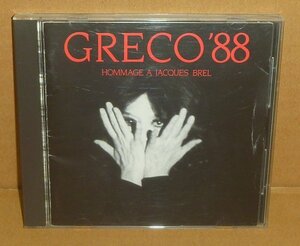 GRECO '88
HOMMAGE À JACQUES BREL